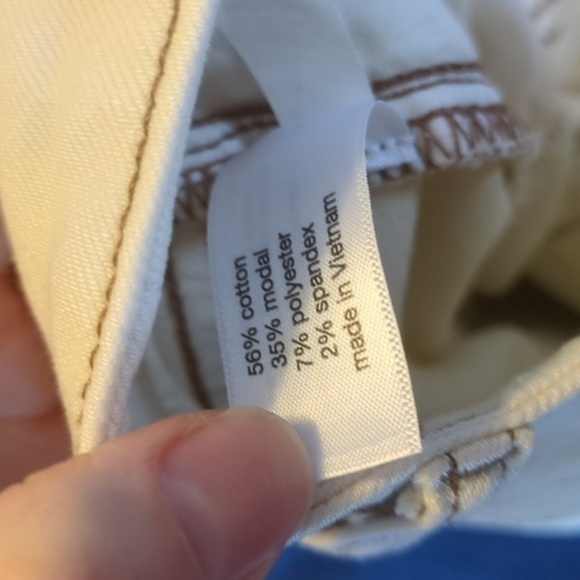 56% cotton
35% modal
7% polyester
2% spandex
made in Vietnam